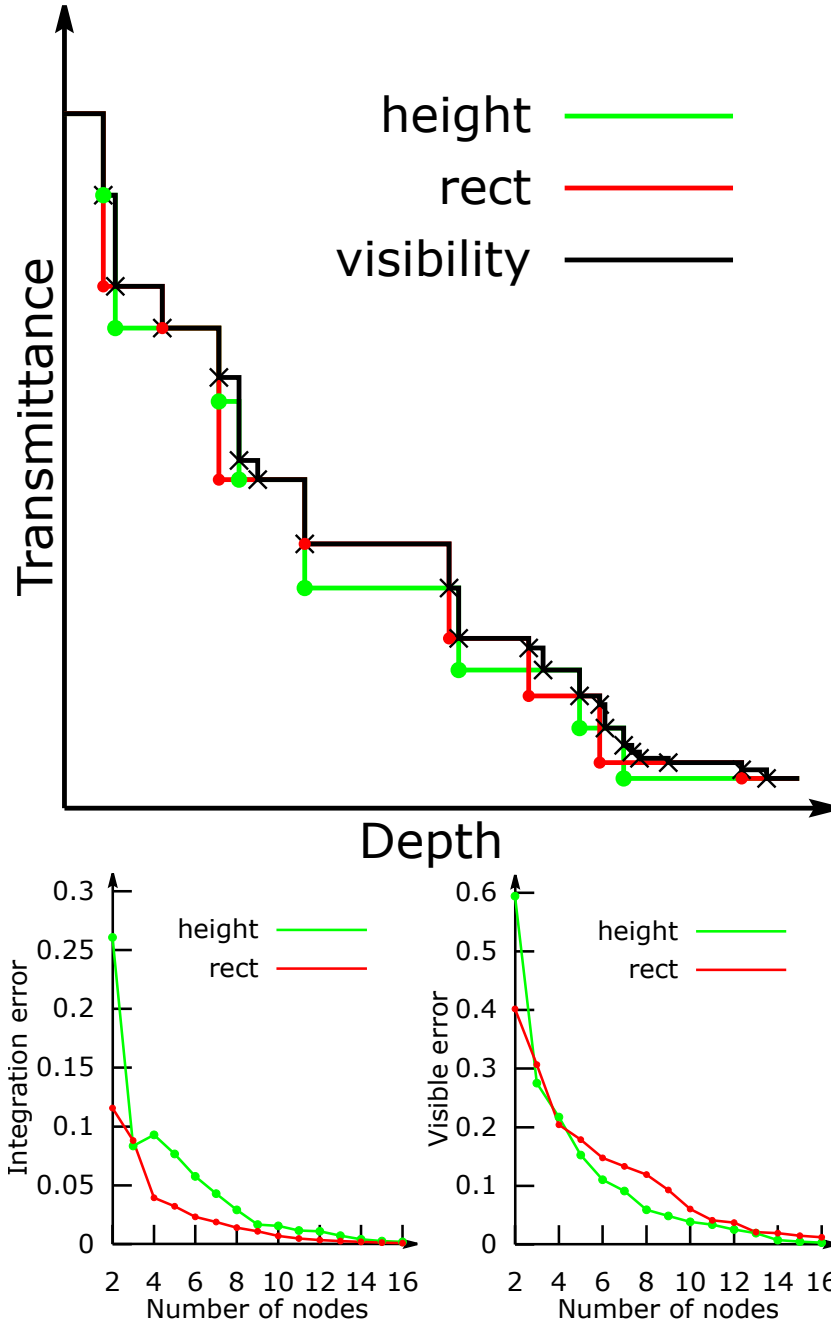 height
rect
visibility
Transmittance
Depth
0.3
0.25
0.2
0.15
0.1
0.05
0
height
rect
Integration error
2 4 6 8 10 12 14 16
Number of nodes
0.6
0.5
0.4
0.3
0.2
0.1
0
height
rect
Visible error
2 4 6 8 10 12 14 16
Number of nodes